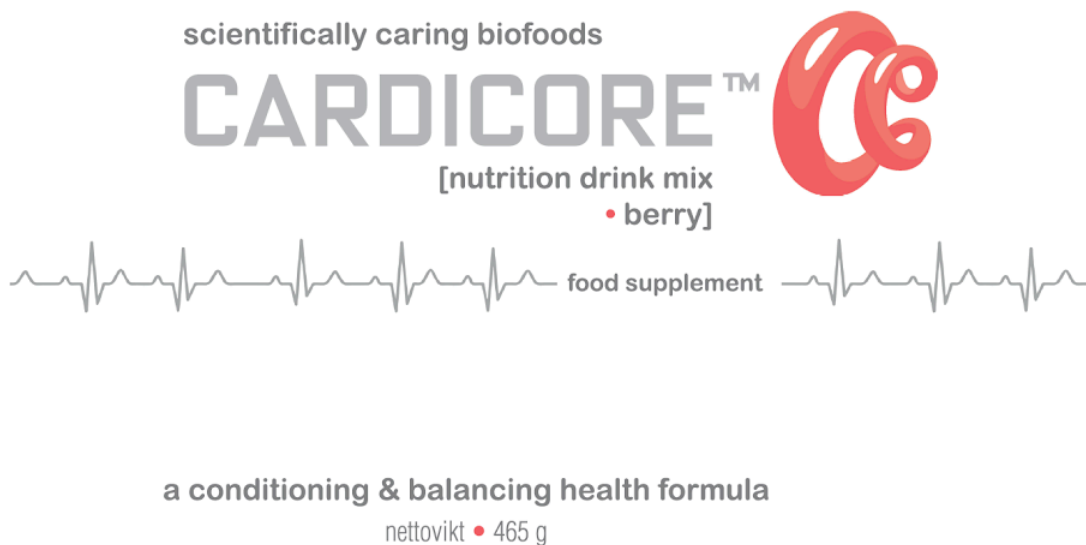 scientifically caring biofoods
CARDICORE™
[nutrition drink mix
• berry]
food supplement
a conditioning & balancing health formula
nettovikt • 465 g